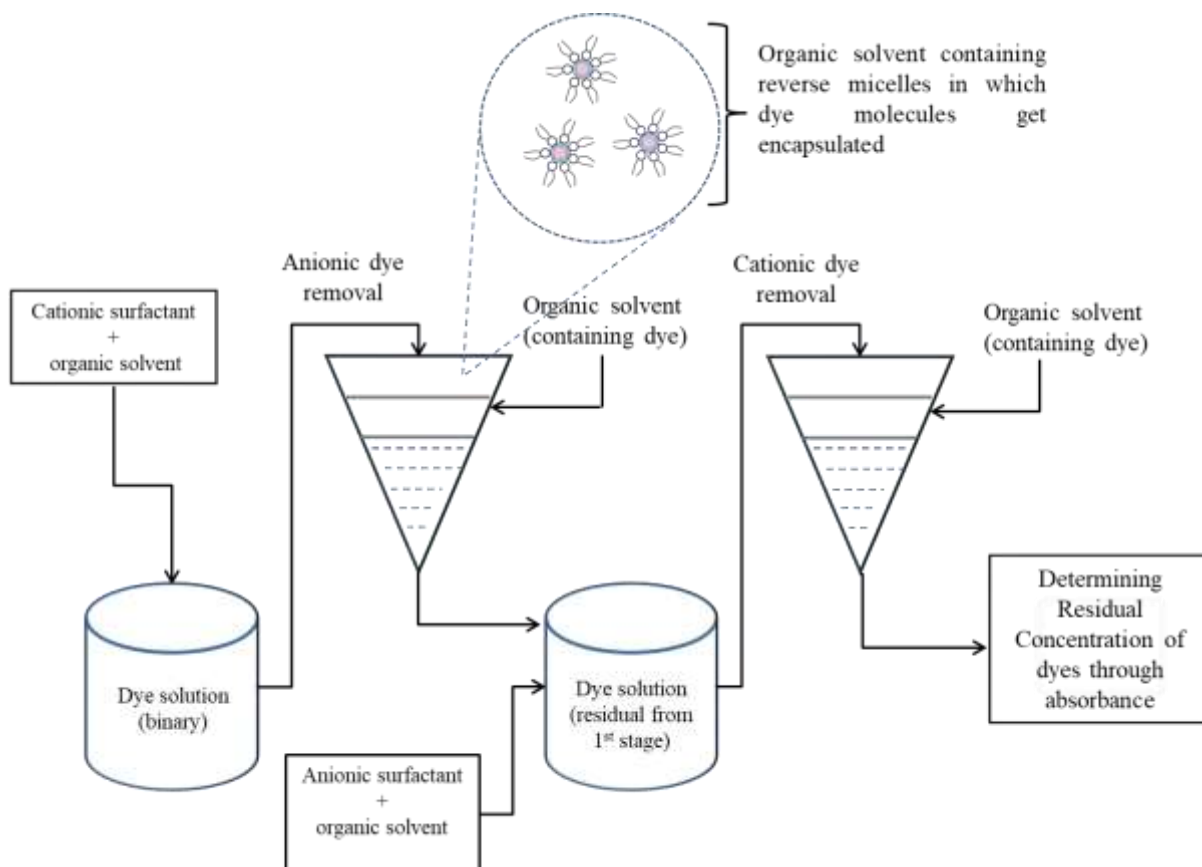 Organic solvent containing
reverse micelles in which
dye molecules get
encapsulated
Anionic dye
removal
Cationic dye
removal
Cationic surfactant
+
organic solvent
Organic solvent
(containing dye)
Organic solvent
(containing dye)
Dye solution
(binary)
Dye solution
(residual from
1st stage)
Anionic surfactant
+
organic solvent
Determining
Residual
Concentration of
dyes through
absorbance